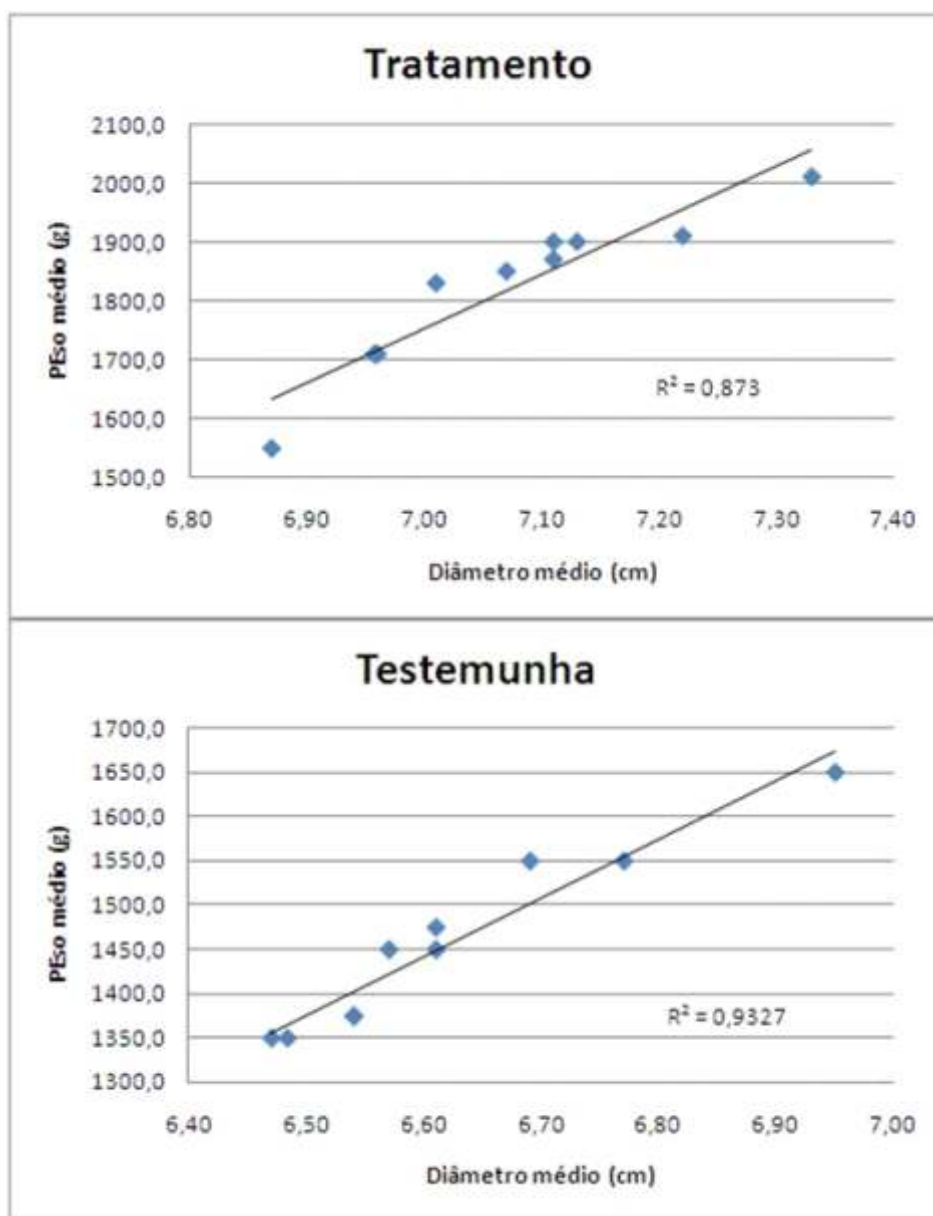 Tratamento
2100,0
2000,0
1900,0
1800,0
1700,0
1600,0
1500,0
PEso médio (g)
R² = 0,873
6,80 6,90 7,00 7,10 7,20 7,30 7,40
Diâmetro médio (cm)
Testemunha
1700,0
1650,0
1600,0
1550,0
1500,0
1450,0
1400,0
1350,0
1300,0
PEso médio (g)
R² = 0,9327
6,40 6,50 6,60 6,70 6,80 6,90 7,00
Diâmetro médio (cm)